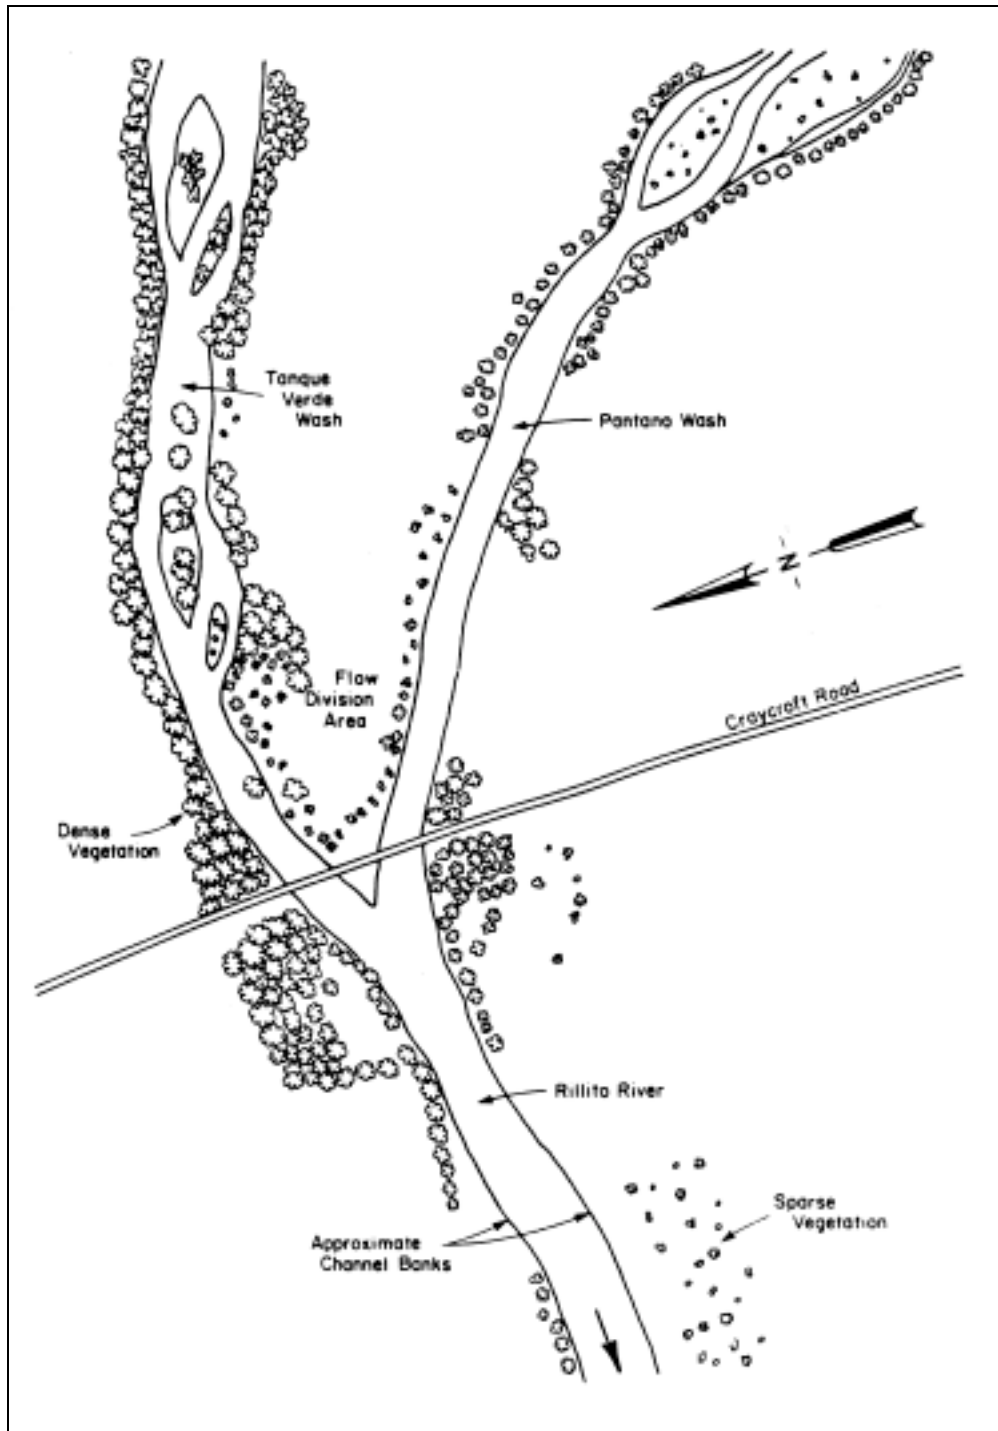 Tanque
Verde
Wash
Pantano Wash
N
Flow
Division
Area
Craycroft Road
Dense
Vegetation
Rillito River
Sparse
Vegetation
Approximate
Channel Banks